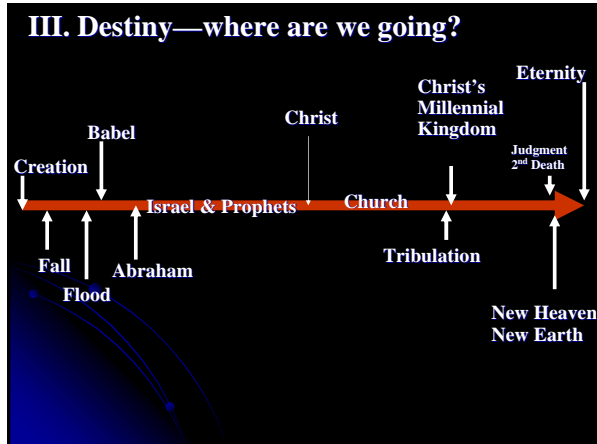 III. Destiny—where are we going?
Eternity
Christ's
Millennial
Kingdom
Christ
Babel
Judgment
2nd Death
Creation
Israel & Prophets
Church
Tribulation
Fall
Abraham
Flood
New Heaven
New Earth